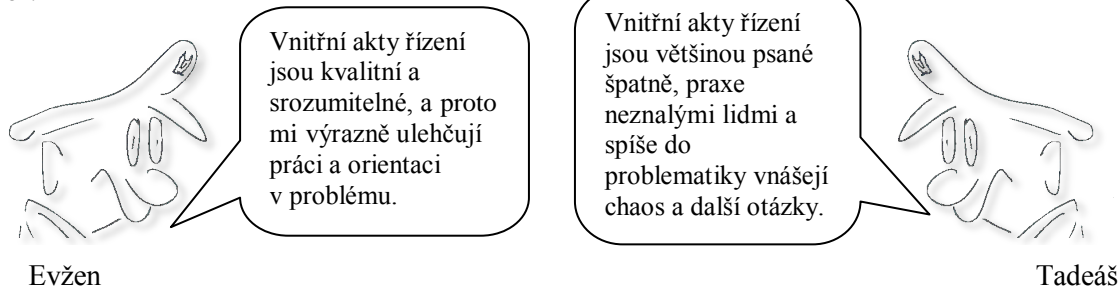 Vnitřní akty řízení
jsou kvalitní a
srozumitelné, a proto
mi výrazně ulehčují
práci a orientaci
v problému.
Vnitřní akty řízení
jsou většinou psané
špatně, praxe
neznalými lidmi a
spíše do
problematiky vnášejí
chaos a další otázky.
Evžen
Tadeáš